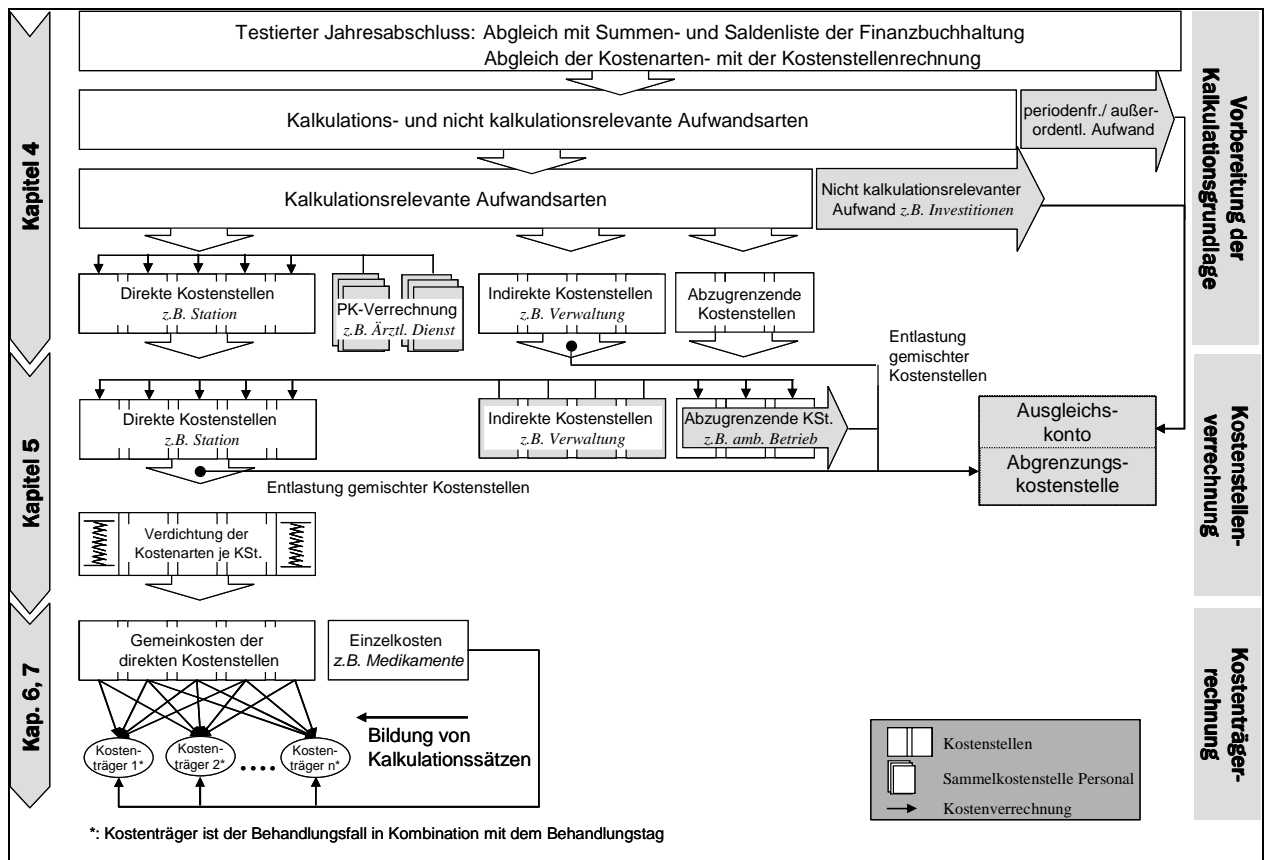 Testierter Jahresabschluss: Abgleich mit Summen- und Saldenliste der Finanzbuchhaltung
Abgleich der Kostenarten- mit der Kostenstellenrechnung
Kalkulations- und nicht kalkulationsrelevante Aufwandsarten
periodenfr./ außer-
ordentl. Aufwand
Kapitel 4
Vorbereitung der
Kalkulationsgrundlage
Kalkulationsrelevante Aufwandsarten
Nicht kalkulationsrelevanter
Aufwand z.B. Investitionen
Direkte Kostenstellen
z.B. Station
PK-Verrechnung
z.B. Ärztl. Dienst
Indirekte Kostenstellen
z.B. Verwaltung
Abzugrenzende
Kostenstellen
Entlastung
gemischter
Kostenstellen
Kapitel 5
Kostenstellen-
verrechnung
Direkte Kostenstellen
z.B. Station
Indirekte Kostenstellen
z.B. Verwaltung
Abzugrenzende KSt.
z.B. amb. Betrieb
Ausgleichs-
konto
Abgrenzungs-
kostenstelle
Entlastung gemischter Kostenstellen
Verdichtung der
Kostenarten je KSt.
Kap. 6, 7
Kostenträger-
rechnung
Gemeinkosten der
direkten Kostenstellen
Einzelkosten
z.B. Medikamente
Bildung von
Kalkulationssätzen
Kosten-
träger 1*
Kosten-
träger 2*
....
Kosten-
träger n*
Kostenstellen
Sammelkostenstelle Personal
Kostenverrechnung
*: Kostenträger ist der Behandlungsfall in Kombination mit dem Behandlungstag